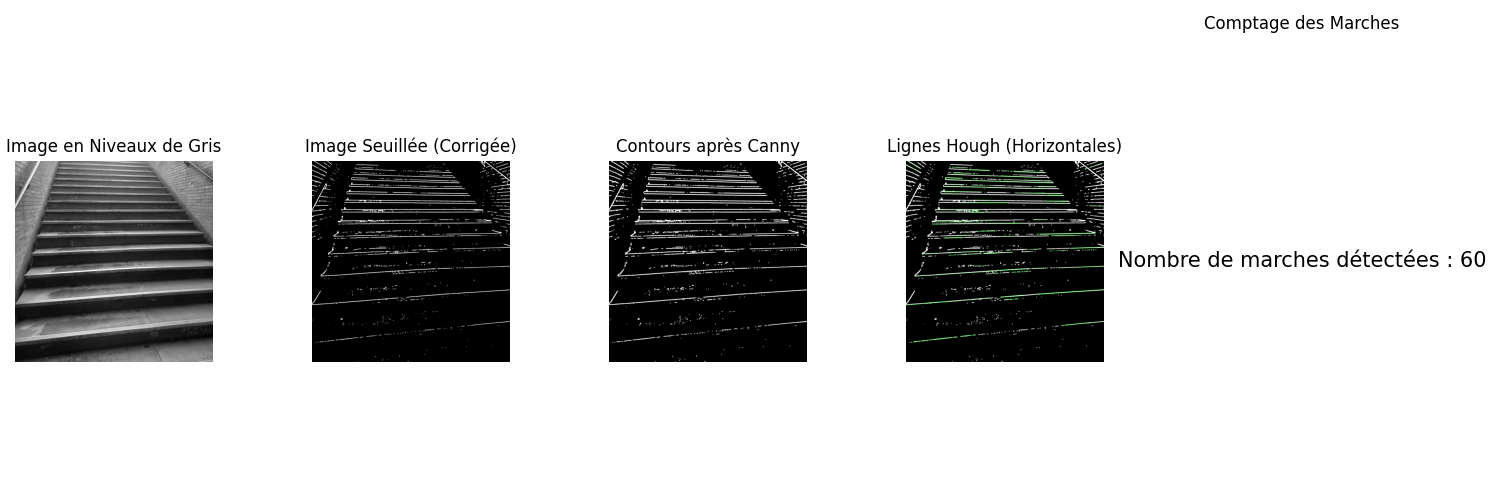 Comptage des Marches
Image en Niveaux de Gris
Image Seuillée (Corrigée)
Contours après Canny
Lignes Hough (Horizontales)
Nombre de marches détectées : 60